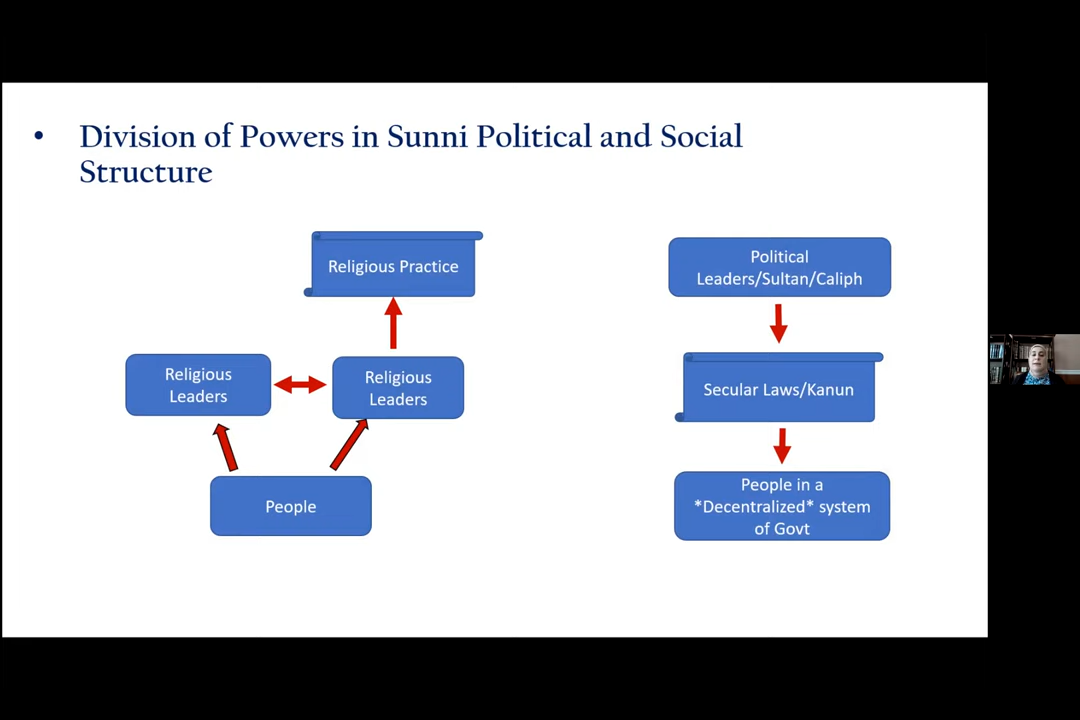 • Division of Powers in Sunni Political and Social
Structure
Religious Practice
Religious
Leaders
Religious
Leaders
People
Political
Leaders/Sultan/Caliph
Secular Laws/Kanun
People in a
*Decentralized* system
of Govt